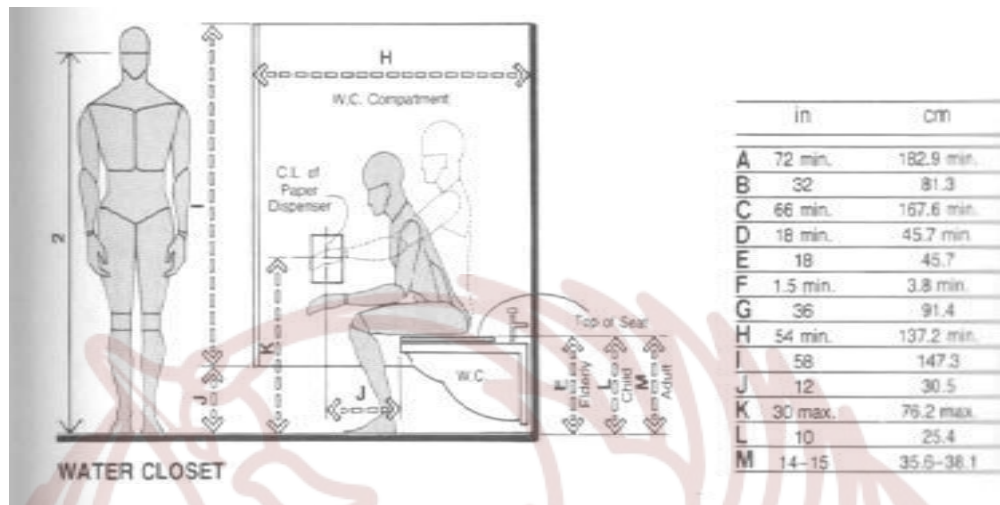 H
W.C. Compartment
C.L. of
Paper
Dispenser
I
2
K
J
J
Top of Seat
W.C.
E
Elderly
L
Child
M
Adult
WATER CLOSET
in cm
A 72 min. 182.9 min.
B 32 81.3
C 66 min. 167.6 min.
D 18 min. 45.7 min
E 18 45.7
F 1.5 min. 3.8 min.
G 36 91.4
H 54 min. 137.2 min.
I 58 147.3
J 12 30.5
K 30 max. 76.2 max.
L 10 25.4
M 14-15 35.6-38.1